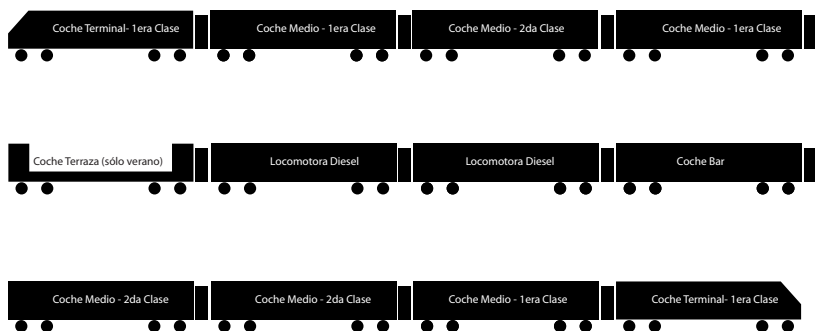 Coche Terminal- 1era Clase
Coche Medio - 1era Clase
Coche Medio - 2da Clase
Coche Medio - 1era Clase
Coche Terraza (sólo verano)
Locomotora Diesel
Locomotora Diesel
Coche Bar
Coche Medio - 2da Clase
Coche Medio - 2da Clase
Coche Medio - 1era Clase
Coche Terminal- 1era Clase